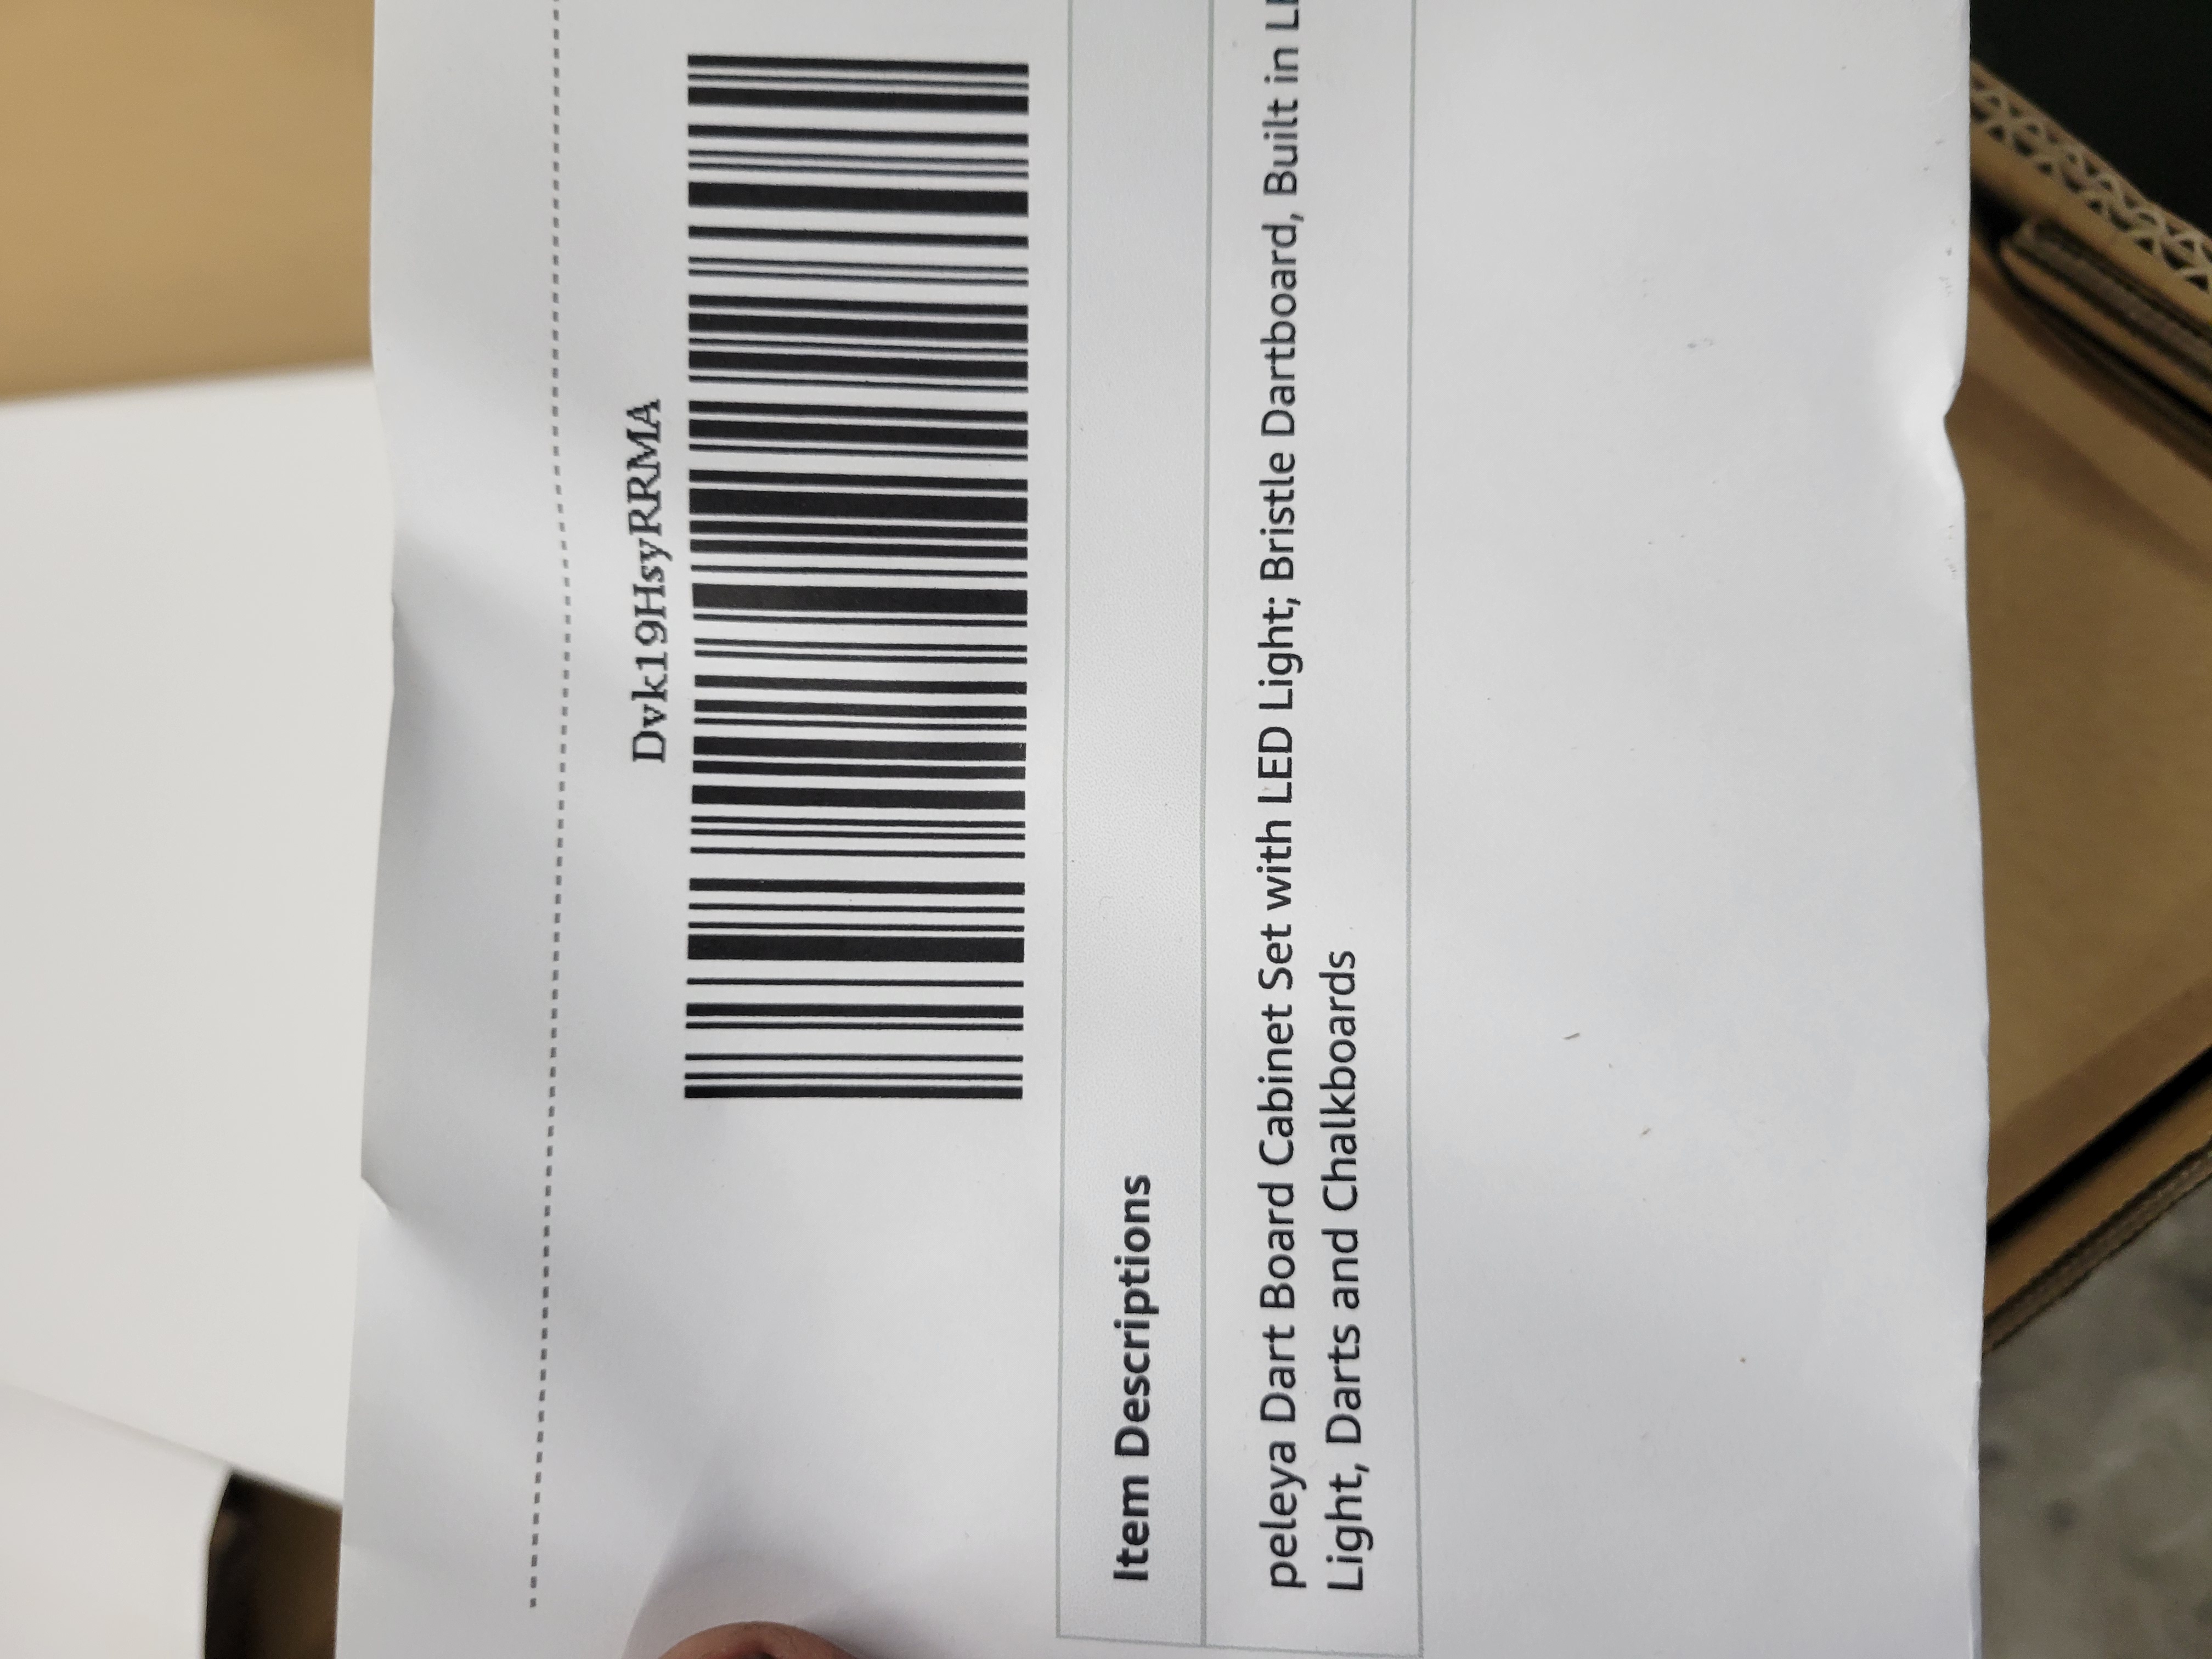 Dvk19HsyRRMA
Item Descriptions
peleya Dart Board Cabinet Set with LED Light; Bristle Dartboard, Built in
Light, Darts and Chalkboards